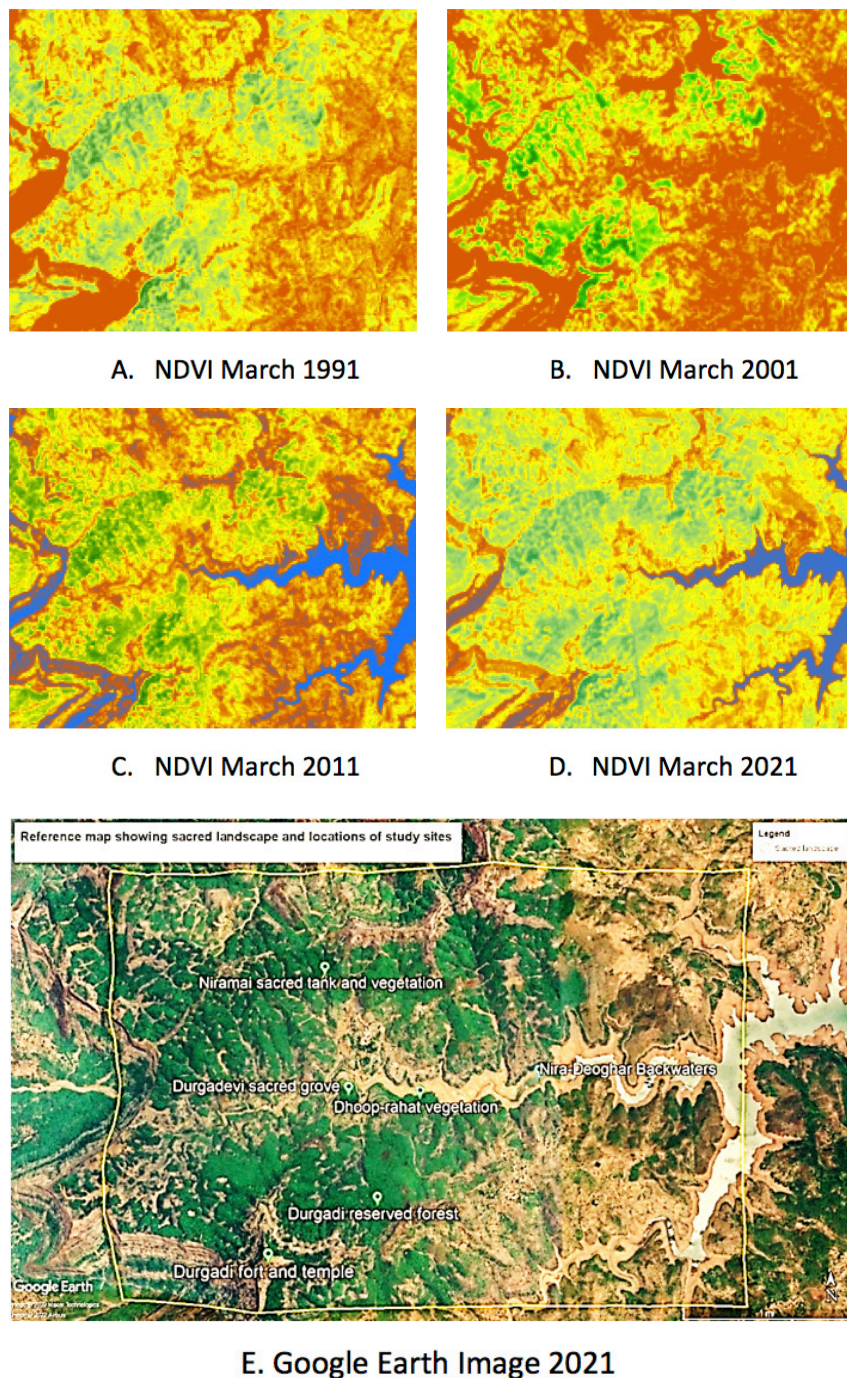 A. NDVI March 1991
B. NDVI March 2001
C. NDVI March 2011
D. NDVI March 2021
Reference map showing sacred landscape and locations of study sites
Legend
Sacred landscape
Niramai sacred tank and vegetation
Nira-Deoghar Backwaters
Durgadevi sacred grove
Dhoop-rahat vegetation
Durgadi reserved forest
Durgadi fort and temple
Google Earth
N
E. Google Earth Image 2021